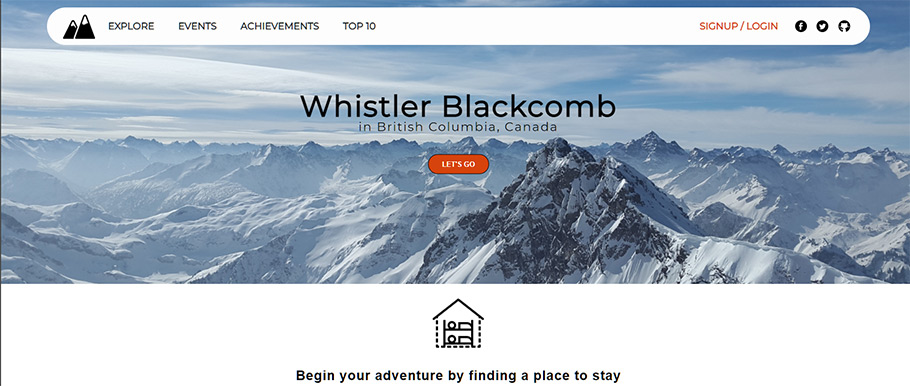 EXPLORE EVENTS ACHIEVEMENTS TOP 10 SIGNUP / LOGIN
Whistler Blackcomb
in British Columbia, Canada
LET'S GO
Begin your adventure by finding a place to stay